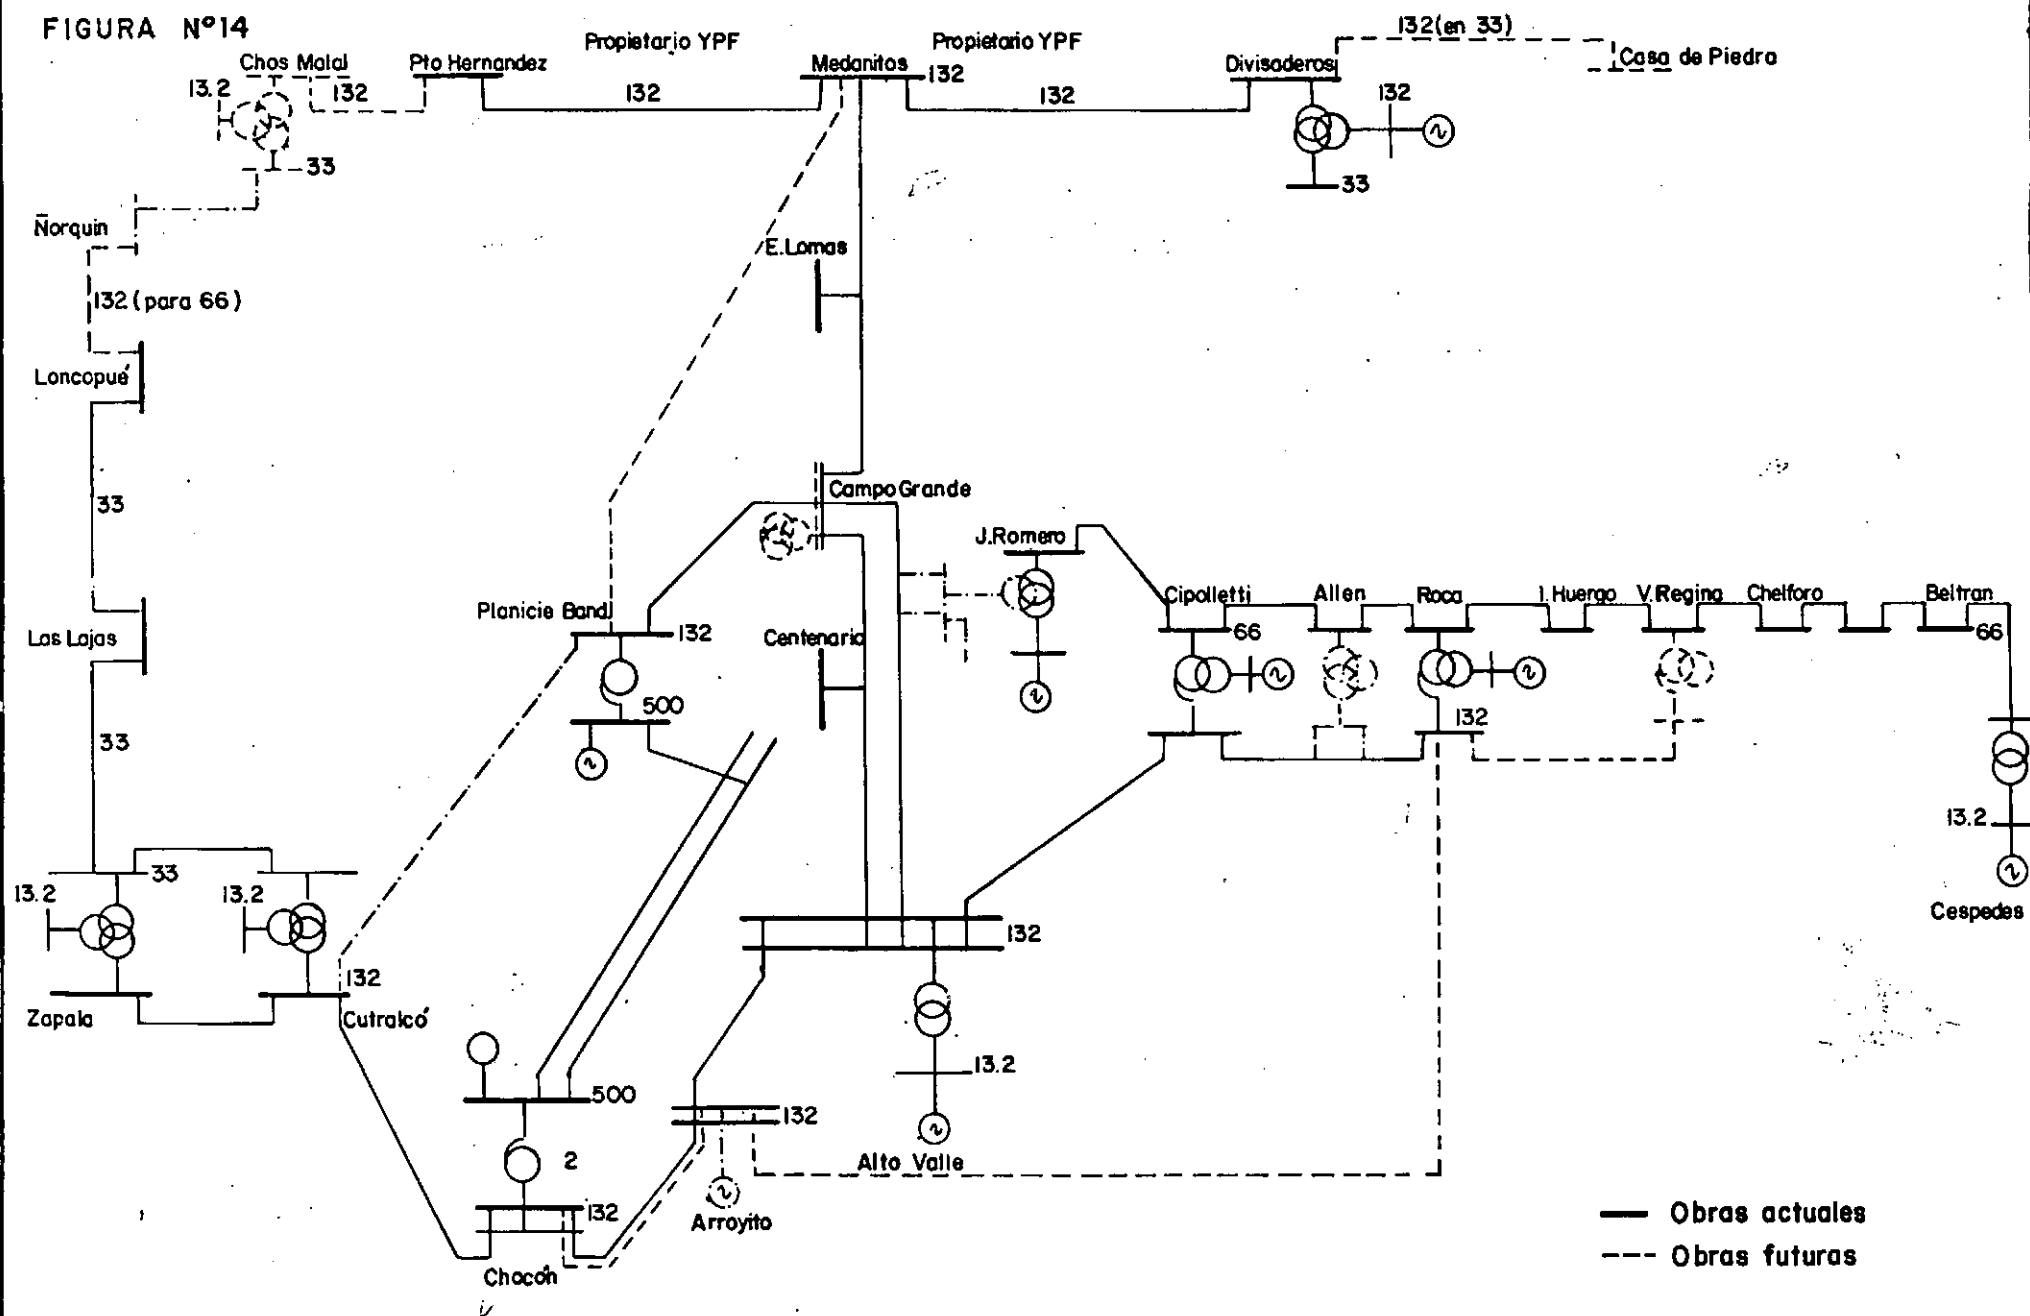 FIGURA Nº14
Propietario YPF
Propietario YPF
132(en 33)
Casa de Piedra
Chos Malal
Pto Hernandez
Medanitos
132
Divisaderos
13.2
132
132
132
132
33
33
Ñorquin
E.Lomas
132(para 66)
Loncopué
33
Campo Grande
J.Romero
Cipolletti
Allen
Roca
I.Huergo
V.Regina
Chelforo
Beltran
Planicie Band.
132
Centenario
66
66
Las Lajas
500
132
33
13.2
33
13.2
13.2
Cespedes
132
132
Zapala
Cutralcó
13.2
500
132
2
Alto Valle
132
Arroyito
Chocón
Obras actuales
Obras futuras